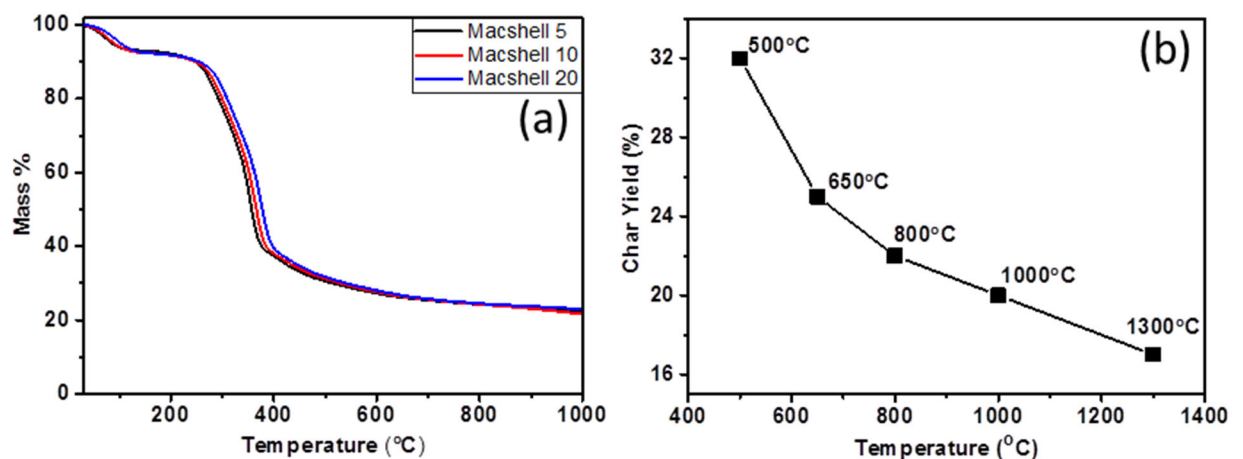 100
80
60
40
20
0
Mass %
200
400
600
800
1000
Temperature (°C)
Macshell 5
Macshell 10
Macshell 20
(a)
32
28
24
20
16
Char Yield (%)
400
600
800
1000
1200
1400
Temperature (°C)
500°C
650°C
800°C
1000°C
1300°C
(b)